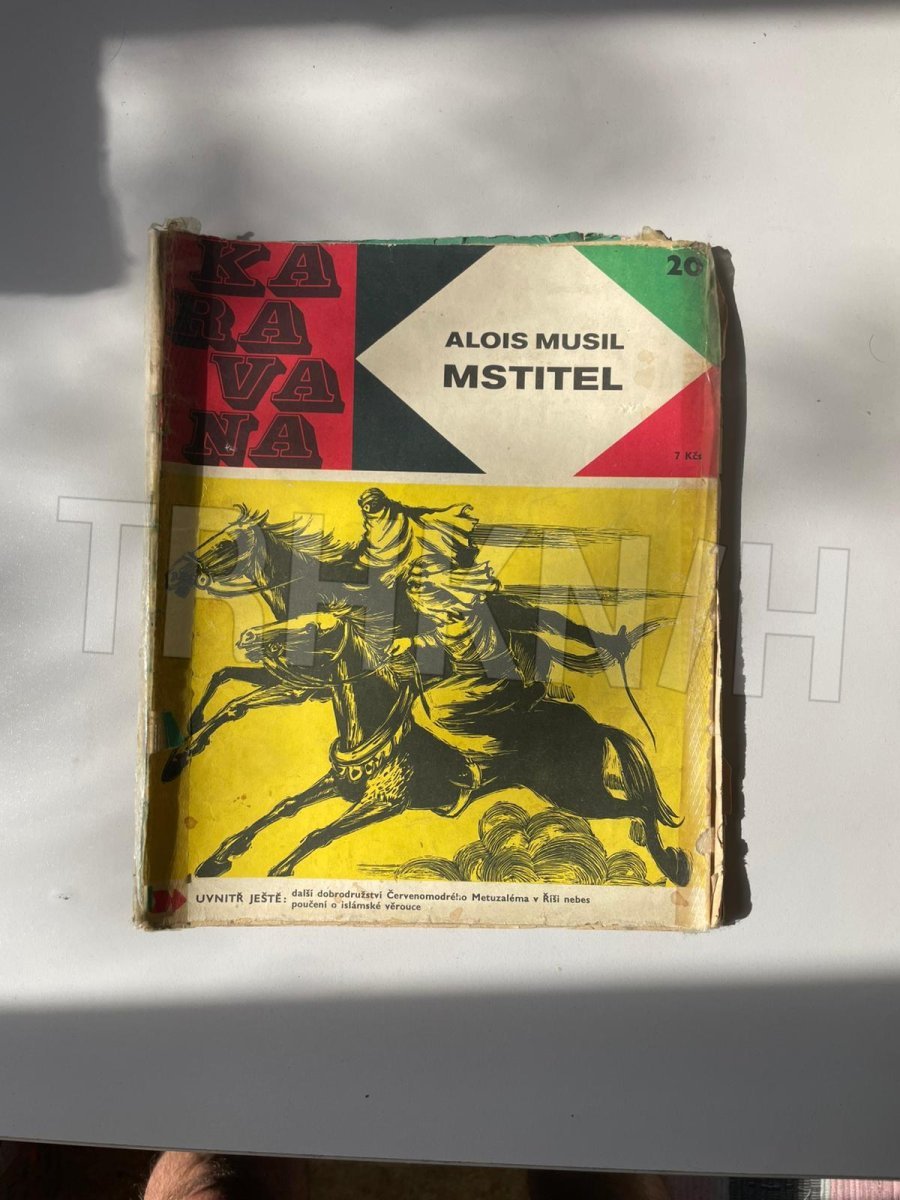 KA
RA
VA
NA
20
ALOIS MUSIL
MSTITEL
7 Kčs
UVNITŘ JEŠTĚ: další dobrodružství Červenomodrého Metuzaléma v Říši nebes
poučení o islámské věrouce
TRHKNIH